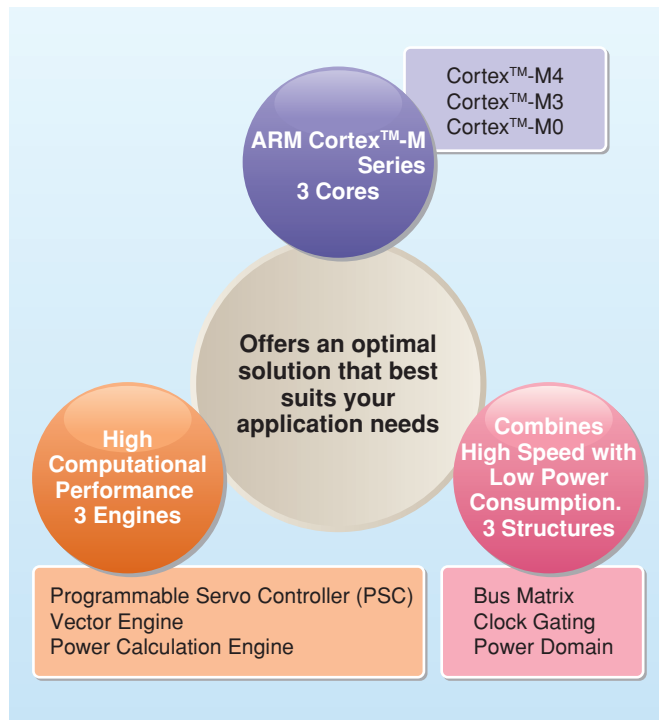 Cortex™-M4
Cortex™-M3
Cortex™-M0
ARM Cortex™-M
Series
3 Cores
Offers an optimal
solution that best
suits your
application needs
High
Computational
Performance
3 Engines
Combines
High Speed with
Low Power
Consumption.
3 Structures
Programmable Servo Controller (PSC)
Vector Engine
Power Calculation Engine
Bus Matrix
Clock Gating
Power Domain